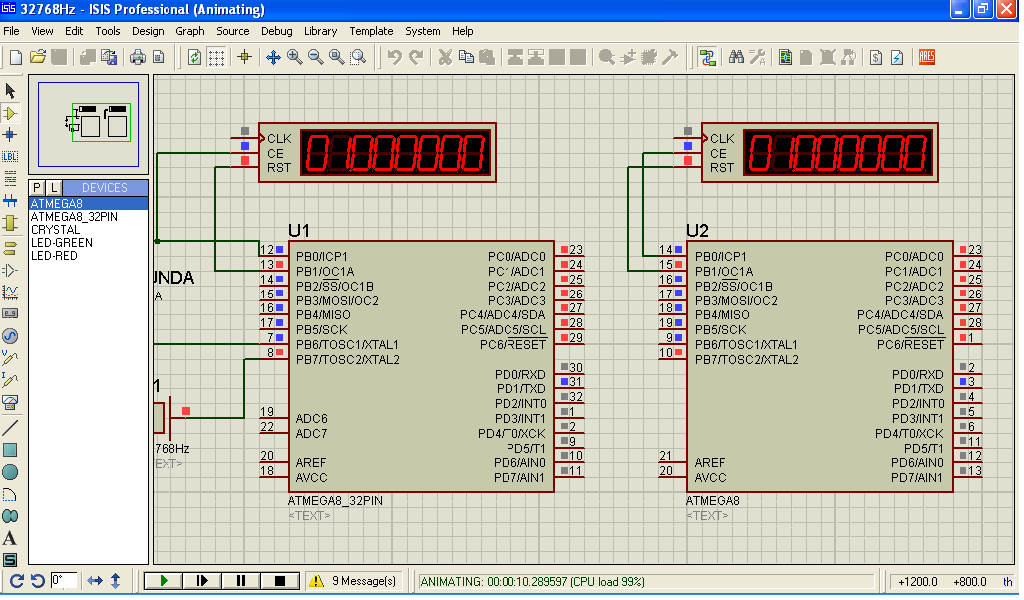 32768Hz - ISIS Professional (Animating)
File View Edit Tools Design Graph Source Debug Library Template System Help
ARES
LBL
P L DEVICES
ATMEGA8
ATMEGA8_32PIN
CRYSTAL
LED-GREEN
LED-RED
A
S
CLK
CE
RST
01000000
CLK
CE
RST
01000000
UNDA
A
1
768Hz
EXT>
U1
12 PB0/ICP1
13 PB1/OC1A
14 PB2/SS/OC1B
15 PB3/MOSI/OC2
16 PB4/MISO
17 PB5/SCK
7 PB6/TOSC1/XTAL1
8 PB7/TOSC2/XTAL2
19 ADC6
22 ADC7
20 AREF
18 AVCC
PC0/ADC0 23
PC1/ADC1 24
PC2/ADC2 25
PC3/ADC3 26
PC4/ADC4/SDA 27
PC5/ADC5/SCL 28
PC6/RESET 29
PD0/RXD 30
PD1/TXD 31
PD2/INT0 32
PD3/INT1 1
PD4/T0/XCK 2
PD5/T1 9
PD6/AIN0 10
PD7/AIN1 11
ATMEGA8_32PIN
<TEXT>
U2
14 PB0/ICP1
15 PB1/OC1A
16 PB2/SS/OC1B
17 PB3/MOSI/OC2
18 PB4/MISO
19 PB5/SCK
9 PB6/TOSC1/XTAL1
10 PB7/TOSC2/XTAL2
21 AREF
20 AVCC
PC0/ADC0 23
PC1/ADC1 24
PC2/ADC2 25
PC3/ADC3 26
PC4/ADC4/SDA 27
PC5/ADC5/SCL 28
PC6/RESET 1
PD0/RXD 2
PD1/TXD 3
PD2/INT0 4
PD3/INT1 5
PD4/T0/XCK 6
PD5/T1 11
PD6/AIN0 12
PD7/AIN1 13
ATMEGA8
<TEXT>
0° 9 Message(s) ANIMATING: 00:00:10.289597 (CPU load 99%) +1200.0 +800.0 th